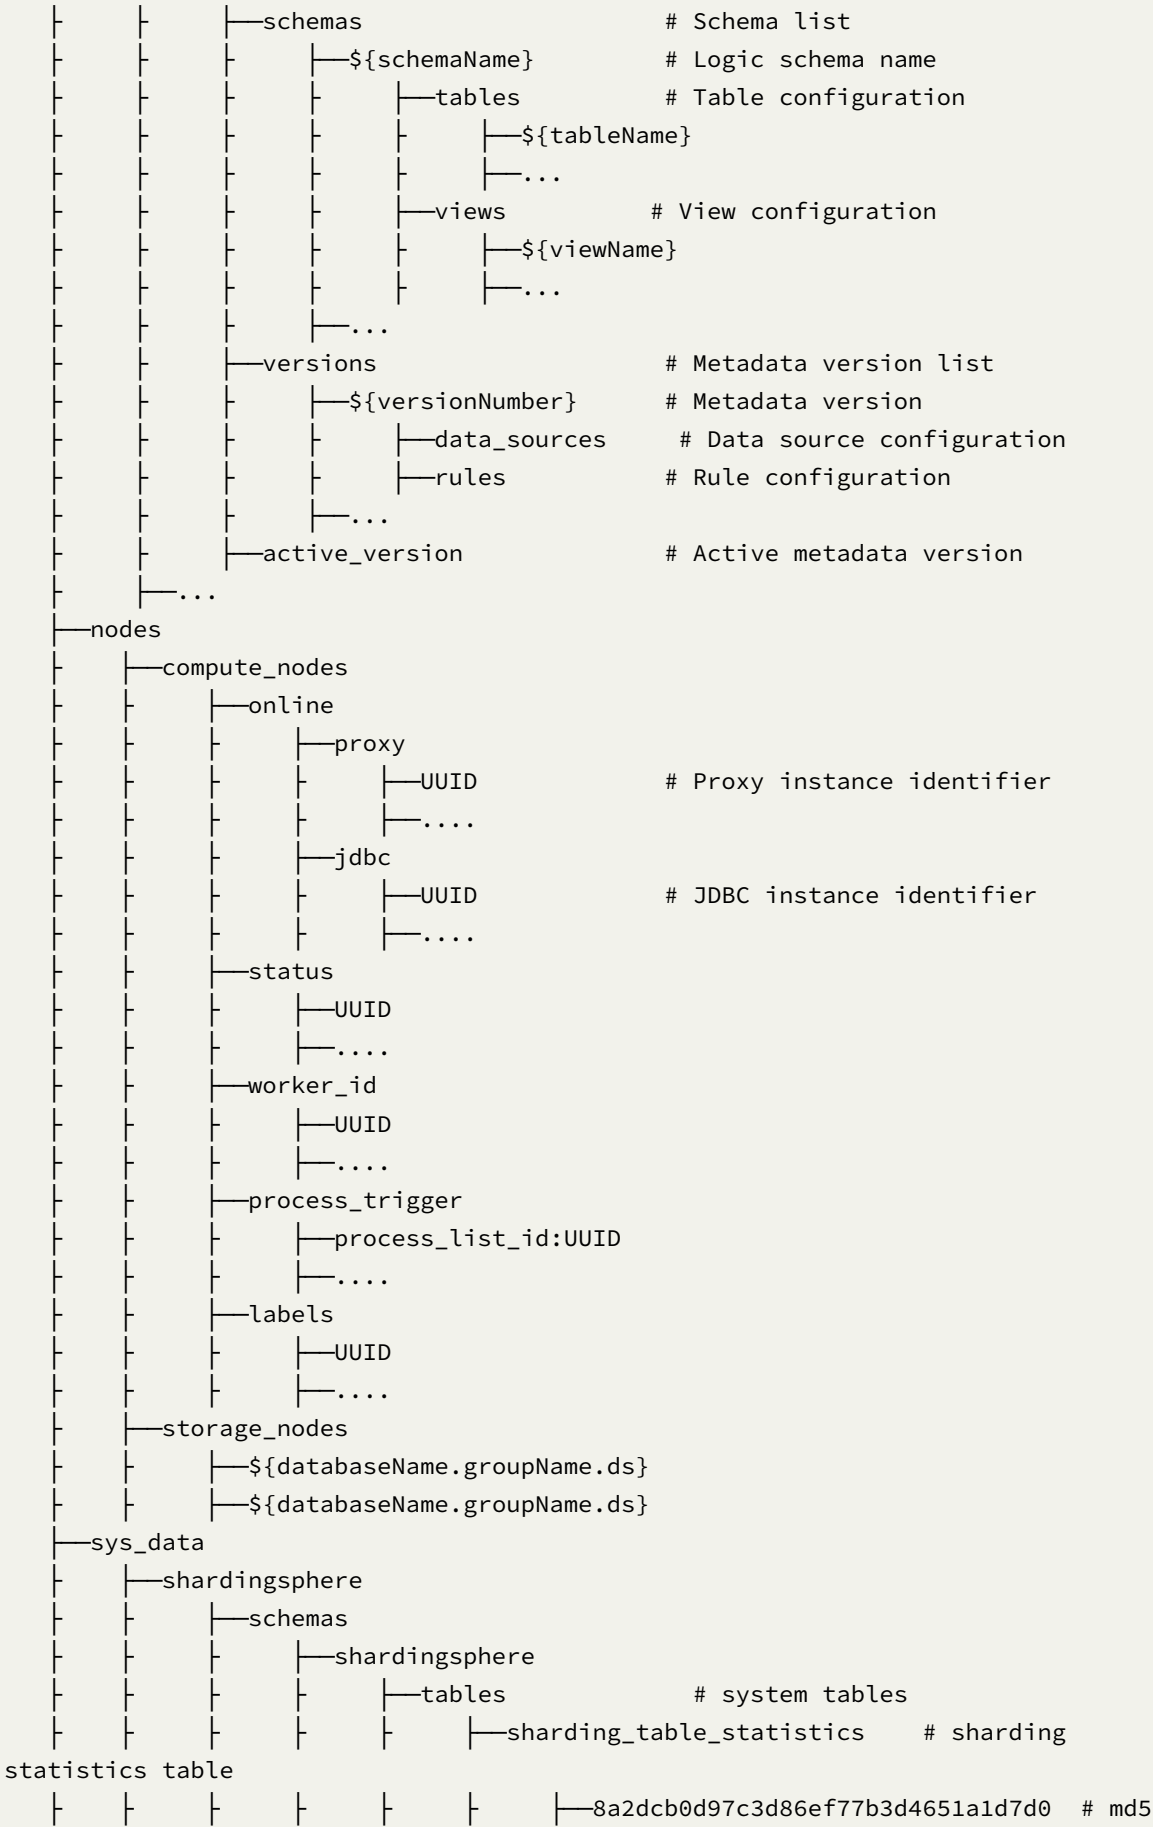 ├      ├      ├──schemas                     # Schema list
├      ├      ├      ├──${schemaName}         # Logic schema name
├      ├      ├      ├      ├──tables          # Table configuration
├      ├      ├      ├      ├      ├──${tableName}
├      ├      ├      ├      ├      ├──...
├      ├      ├      ├      ├──views          # View configuration
├      ├      ├      ├      ├      ├──${viewName}
├      ├      ├      ├      ├      ├──...
├      ├      ├      ├──...
├      ├      ├──versions                    # Metadata version list
├      ├      ├      ├──${versionNumber}      # Metadata version
├      ├      ├      ├      ├──data_sources     # Data source configuration
├      ├      ├      ├      ├──rules           # Rule configuration
├      ├      ├      ├──...
├      ├      ├──active_version              # Active metadata version
├      ├──...
├──nodes
├    ├──compute_nodes
├    ├     ├──online
├    ├     ├     ├──proxy
├    ├     ├     ├     ├──UUID             # Proxy instance identifier
├    ├     ├     ├     ├──....
├    ├     ├     ├──jdbc
├    ├     ├     ├     ├──UUID             # JDBC instance identifier
├    ├     ├     ├     ├──....
├    ├     ├──status
├    ├     ├     ├──UUID
├    ├     ├     ├──....
├    ├     ├──worker_id
├    ├     ├     ├──UUID
├    ├     ├     ├──....
├    ├     ├──process_trigger
├    ├     ├     ├──process_list_id:UUID
├    ├     ├     ├──....
├    ├     ├──labels
├    ├     ├     ├──UUID
├    ├     ├     ├──....
├    ├──storage_nodes
├    ├     ├──${databaseName.groupName.ds}
├    ├     ├──${databaseName.groupName.ds}
├──sys_data
├    ├──shardingsphere
├    ├     ├──schemas
├    ├     ├     ├──shardingsphere
├    ├     ├     ├     ├──tables             # system tables
├    ├     ├     ├     ├     ├──sharding_table_statistics    # sharding
statistics table
├    ├     ├     ├     ├     ├     ├──8a2dcb0d97c3d86ef77b3d4651a1d7d0  # md5